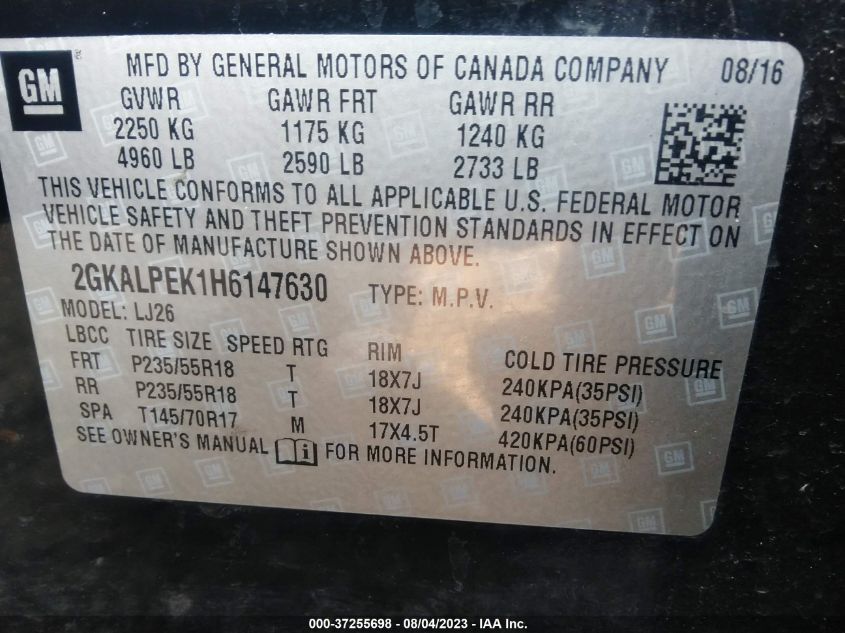 GM ® MFD BY GENERAL MOTORS OF CANADA COMPANY 08/16
GVWR GAWR FRT GAWR RR
2250 KG 1175 KG 1240 KG
4960 LB 2590 LB 2733 LB
THIS VEHICLE CONFORMS TO ALL APPLICABLE U.S. FEDERAL MOTOR
VEHICLE SAFETY AND THEFT PREVENTION STANDARDS IN EFFECT ON
THE DATE OF MANUFACTURE SHOWN ABOVE.
2GKALPEK1H6147630 TYPE: M.P.V.
MODEL: LJ26
LBCC TIRE SIZE SPEED RTG RIM COLD TIRE PRESSURE
FRT P235/55R18 T 18X7J 240KPA(35PSI)
RR P235/55R18 T 18X7J 240KPA(35PSI)
SPA T145/70R17 M 17X4.5T 420KPA(60PSI)
SEE OWNER'S MANUAL i FOR MORE INFORMATION.
000-37255698 - 08/04/2023 - IAA Inc.